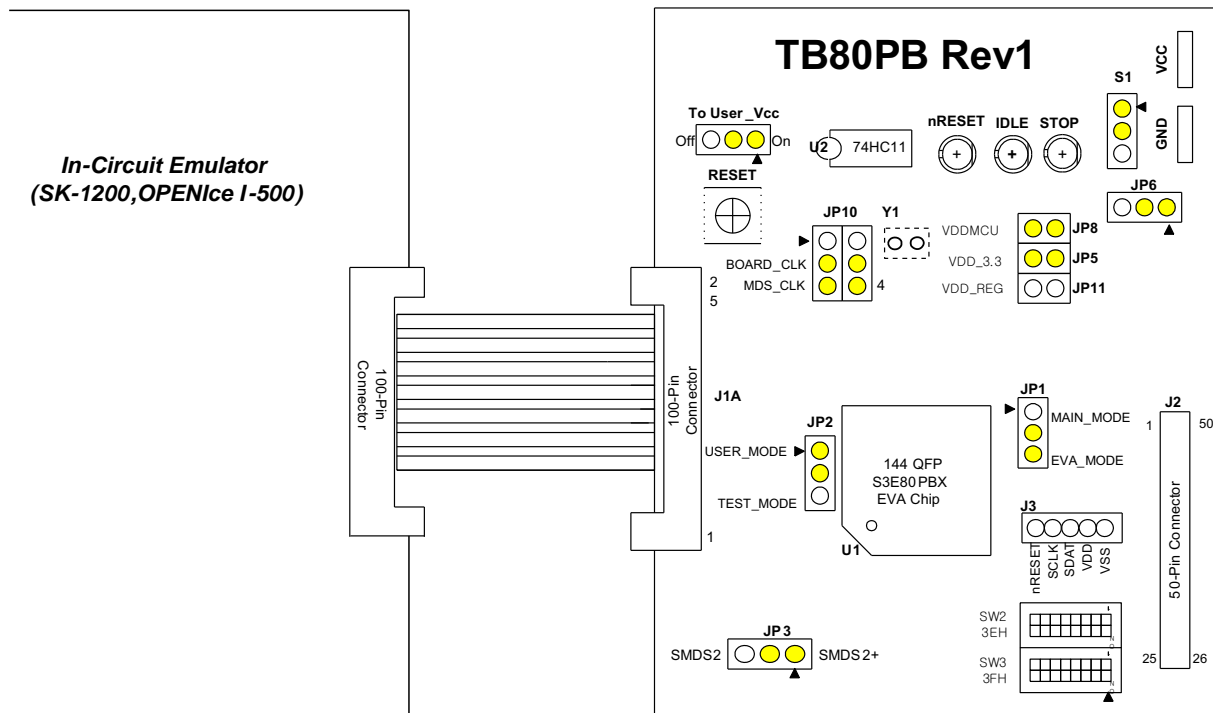 TB80PB Rev1
In-Circuit Emulator
(SK-1200,OPENIce I-500)
To User_Vcc
Off
On
RESET
U2
74HC11
nRESET
IDLE
STOP
S1
VCC
GND
JP6
JP10
Y1
BOARD_CLK
MDS_CLK
4
VDDMCU
JP8
VDD_3.3
JP5
VDD_REG
JP11
2
5
100-Pin
Connector
100-Pin
Connector
J1A
1
JP2
USER_MODE
TEST_MODE
144 QFP
S3E80PBX
EVA Chip
U1
JP1
MAIN_MODE
EVA_MODE
J2
1
50
50-Pin Connector
25
26
J3
nRESET
SCLK
SDAT
VDD
VSS
SW2
3EH
SW3
3FH
JP3
SMDS2
SMDS2+